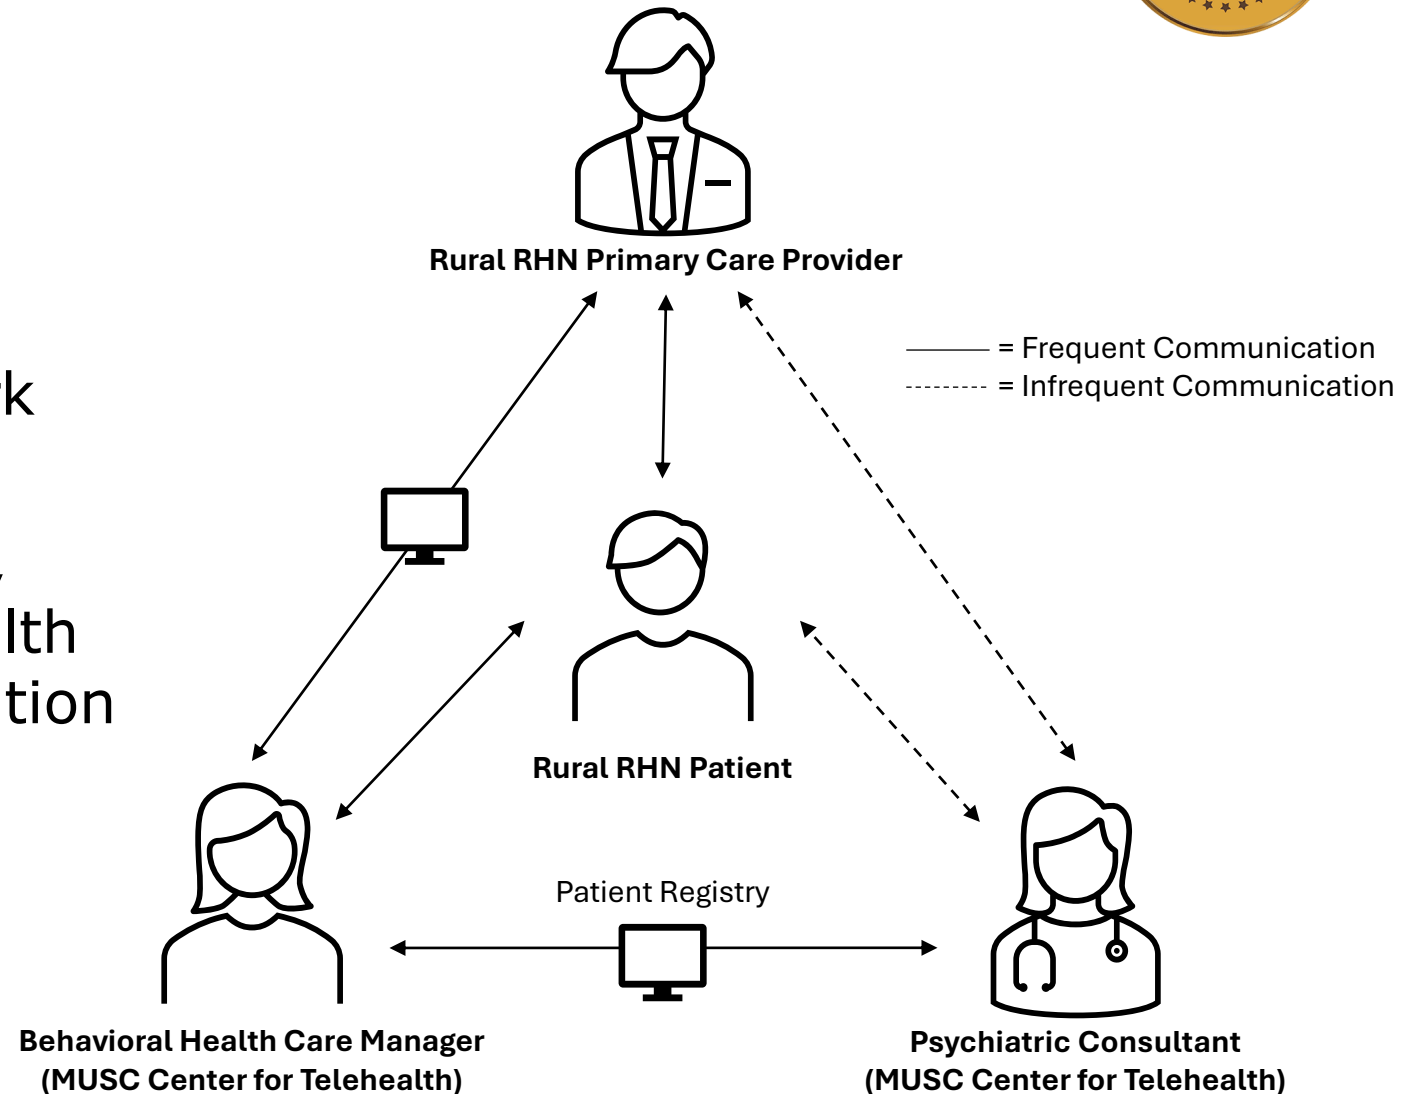 Rural RHN Primary Care Provider
= Frequent Communication
= Infrequent Communication
rk
lth
tion
Rural RHN Patient
Patient Registry
Behavioral Health Care Manager
(MUSC Center for Telehealth)
Psychiatric Consultant
(MUSC Center for Telehealth)